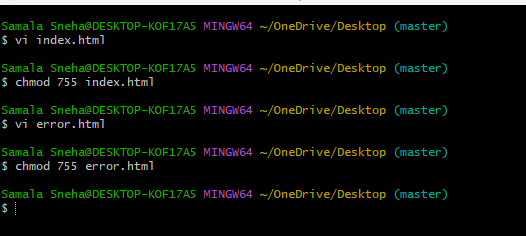 Samala Sneha@DESKTOP-KOF17A5 MINGW64 ~/OneDrive/Desktop (master)
$ vi index.html
Samala Sneha@DESKTOP-KOF17A5 MINGW64 ~/OneDrive/Desktop (master)
$ chmod 755 index.html
Samala Sneha@DESKTOP-KOF17A5 MINGW64 ~/OneDrive/Desktop (master)
$ vi error.html
Samala Sneha@DESKTOP-KOF17A5 MINGW64 ~/OneDrive/Desktop (master)
$ chmod 755 error.html
Samala Sneha@DESKTOP-KOF17A5 MINGW64 ~/OneDrive/Desktop (master)
$